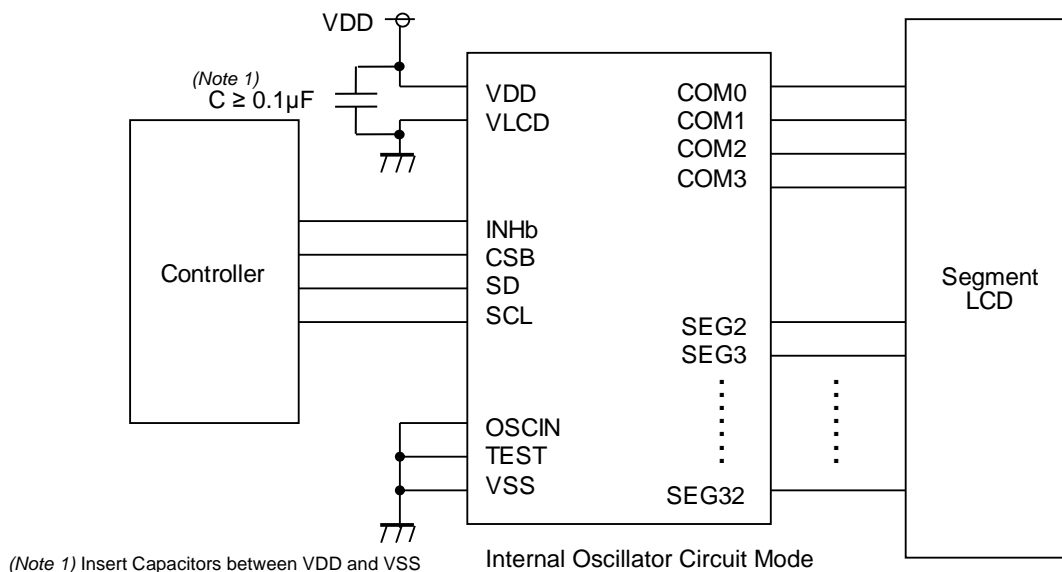 VDD
(Note 1)
C ≥ 0.1µF
Controller
VDD
VLCD
INHb
CSB
SD
SCL
OSCIN
TEST
VSS
COM0
COM1
COM2
COM3
SEG2
SEG3
SEG32
Segment
LCD
Internal Oscillator Circuit Mode
(Note 1) Insert Capacitors between VDD and VSS